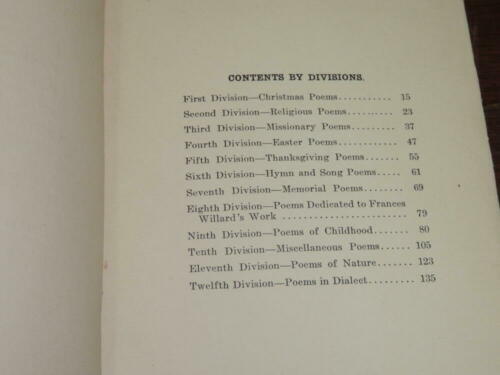 CONTENTS BY DIVISIONS.
First Division—Christmas Poems........... 15
Second Division—Religious Poems.......... 23
Third Division—Missionary Poems.......... 37
Fourth Division—Easter Poems............ 47
Fifth Division—Thanksgiving Poems....... 55
Sixth Division—Hymn and Song Poems..... 61
Seventh Division—Memorial Poems........ 69
Eighth Division—Poems Dedicated to Frances
Willard's Work ...................... 79
Ninth Division—Poems of Childhood....... 80
Tenth Division—Miscellaneous Poems..... 105
Eleventh Division—Poems of Nature....... 123
Twelfth Division—Poems in Dialect......... 135